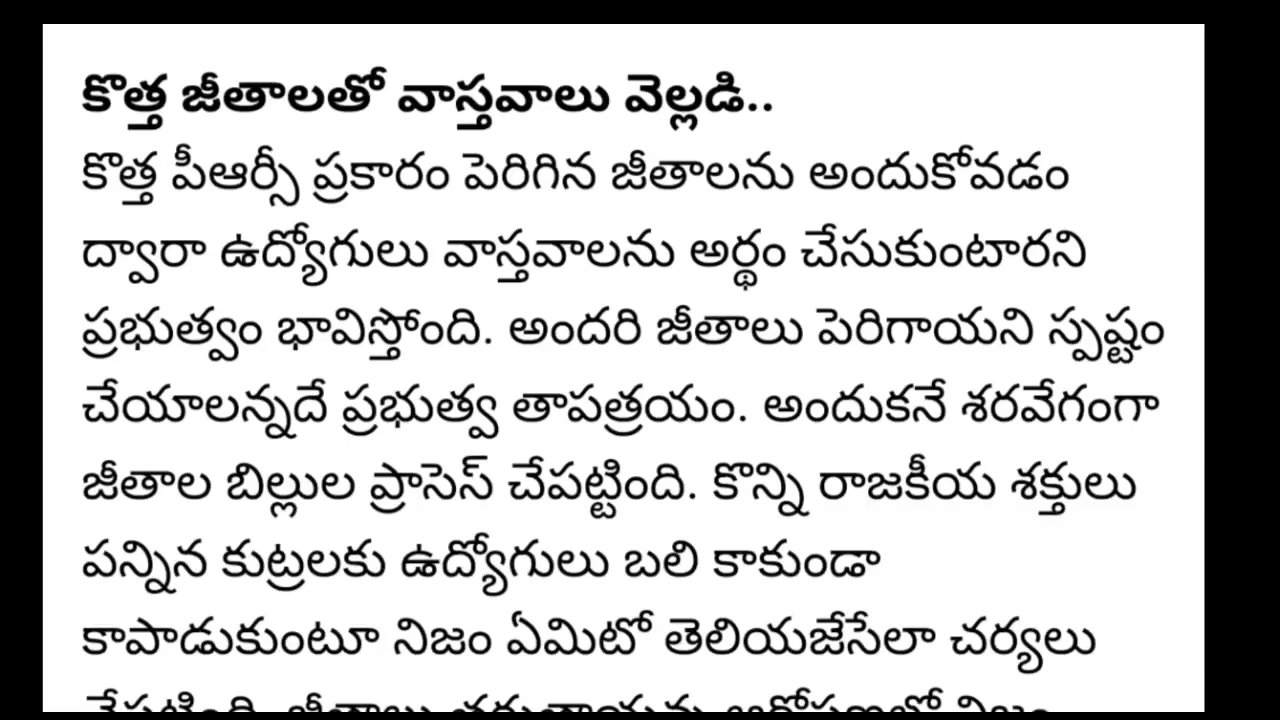 కొత్త జీతాలతో వాస్తవాలు వెల్లడి..
కొత్త పీఆర్సీ ప్రకారం పెరిగిన జీతాలను అందుకోవడం
ద్వారా ఉద్యోగులు వాస్తవాలను అర్థం చేసుకుంటారని
ప్రభుత్వం భావిస్తోంది. అందరి జీతాలు పెరిగాయని స్పష్టం
చేయాలన్నదే ప్రభుత్వ తాపత్రయం. అందుకనే శరవేగంగా
జీతాల బిల్లుల ప్రాసెస్ చేపట్టింది. కొన్ని రాజకీయ శక్తులు
పన్నిన కుట్రలకు ఉద్యోగులు బలి కాకుండా
కాపాడుకుంటూ నిజం ఏమిటో తెలియజేసేలా చర్యలు